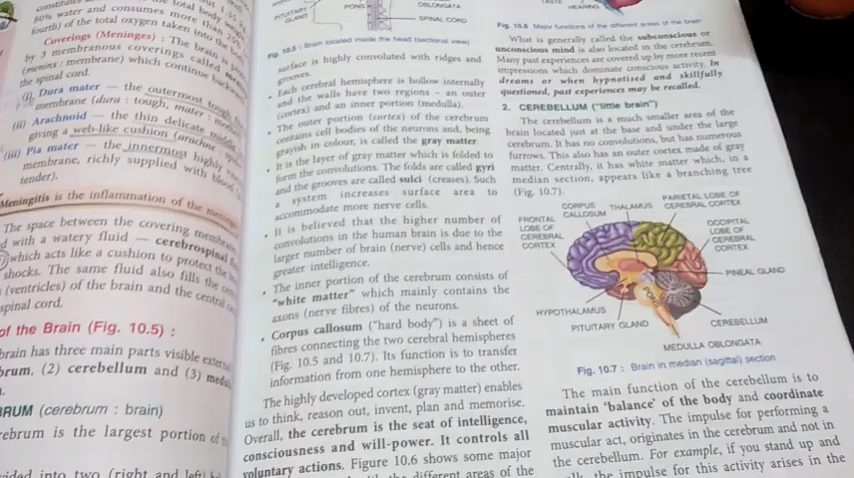 80% water and consumes more than
fourth) of the total oxygen taken into the
Coverings (Meninges) : The brain is
by 3 membranous coverings called
(meninx : membrane) which continue
the spinal cord.
(i) Dura mater — the outermost tough
membrane (dura : tough, mater :
(ii) Arachnoid — the thin delicate
giving a web-like cushion (arachne :
(iii) Pia mater — the innermost highly
membrane, richly supplied with blood
tender).
Meningitis is the inflammation of the
The space between the covering
with a watery fluid — cerebrospinal
which acts like a cushion to protect the
shocks. The same fluid also fills the
(ventricles) of the brain and the central
spinal cord.
of the Brain (Fig. 10.5) :
brain has three main parts visible
(2) cerebellum and (3)
(cerebrum : brain)
is the largest portion of
into two (right and left)
PITUITARY GLAND
PONS
OBLONGATA
SPINAL CORD
Fig. 10.5 : Brain located inside the head (sectional view)
surface is highly convoluted with ridges and
grooves.
• Each cerebral hemisphere is hollow internally
and the walls have two regions – an outer
(cortex) and an inner portion (medulla).
• The outer portion (cortex) of the cerebrum
contains cell bodies of the neurons and, being
grayish in colour, is called the gray matter.
• It is the layer of gray matter which is folded to
form the convolutions. The folds are called gyri
and the grooves are called sulci (creases). Such
a system increases surface area to
accommodate more nerve cells.
• It is believed that the higher number of
convolutions in the human brain is due to the
larger number of brain (nerve) cells and hence
greater intelligence.
• The inner portion of the cerebrum consists of
"white matter" which mainly contains the
axons (nerve fibres) of the neurons.
• Corpus callosum ("hard body") is a sheet of
fibres connecting the two cerebral hemispheres
(Fig. 10.5 and 10.7). Its function is to transfer
information from one hemisphere to the other.
The highly developed cortex (gray matter) enables
us to think, reason out, invent, plan and memorise.
Overall, the cerebrum is the seat of intelligence,
consciousness and will-power. It controls all
voluntary actions. Figure 10.6 shows some major
different areas of the
HEARING
Fig. 10.6 Major functions of the different areas of the brain
What is generally called the subconscious or
unconscious mind is also located in the cerebrum.
Many past experiences are covered up by more recent
impressions which dominate conscious activity. In
dreams or when hypnotised and skillfully
questioned, past experiences may be recalled.
2. CEREBELLUM ("little brain")
The cerebellum is a much smaller area of the
brain located just at the base and under the large
cerebrum. It has no convolutions, but has numerous
furrows. This also has an outer cortex made of gray
matter. Centrally, it has white matter which, in a
median section, appears like a branching tree
(Fig. 10.7).
FRONTAL
LOBE OF
CEREBRAL
CORTEX
CORPUS
CALLOSUM
THALAMUS
PARIETAL LOBE OF
CEREBRAL CORTEX
OCCIPITAL
LOBE OF
CEREBRAL
CORTEX
PINEAL GLAND
PONS
HYPOTHALAMUS
PITUITARY GLAND
CEREBELLUM
MEDULLA OBLONGATA
Fig. 10.7 : Brain in median (sagittal) section
The main function of the cerebellum is to
maintain 'balance' of the body and coordinate
muscular activity. The impulse for performing a
muscular act, originates in the cerebrum and not in
the cerebellum. For example, if you stand up and
the impulse for this activity arises in the